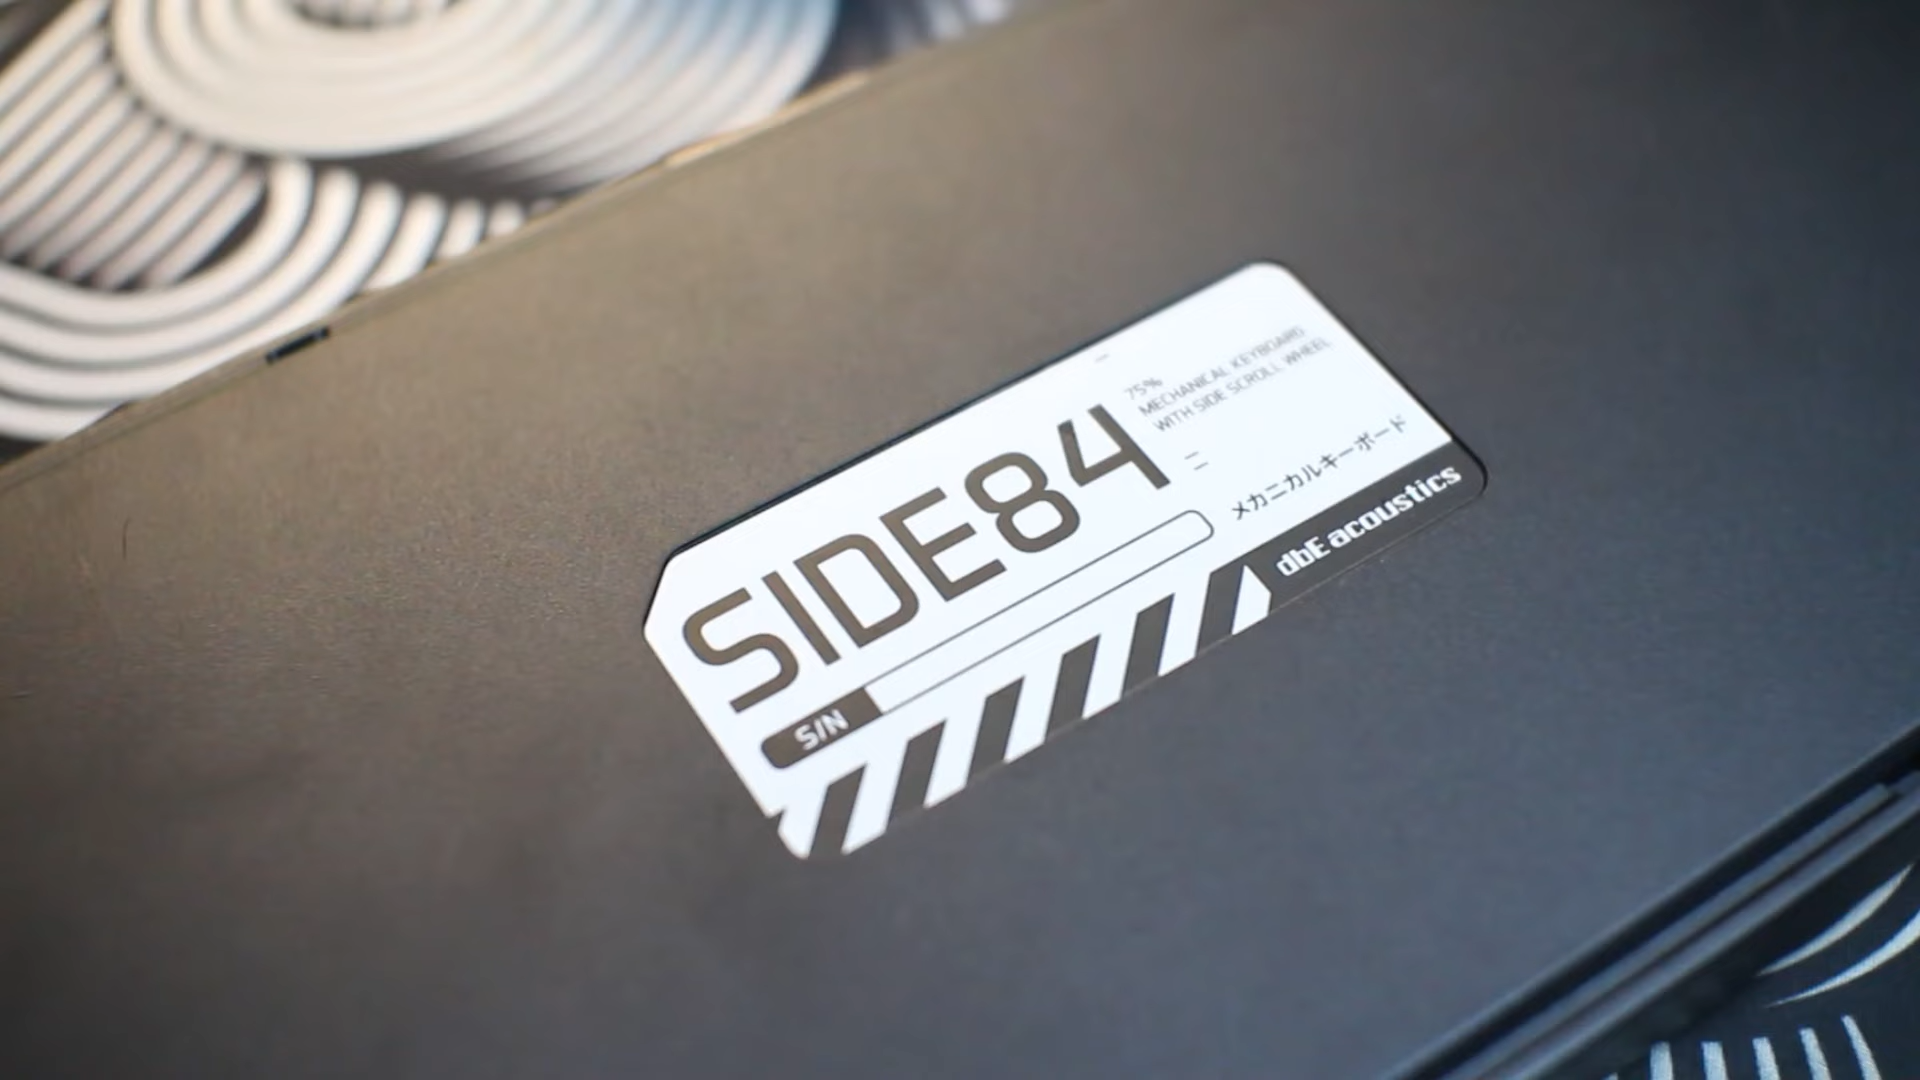 SIDE84
75%
MECHANICAL KEYBOARD
WITH SIDE SCROLL WHEEL
メカニカルキーボード
S/N
dbE acoustics